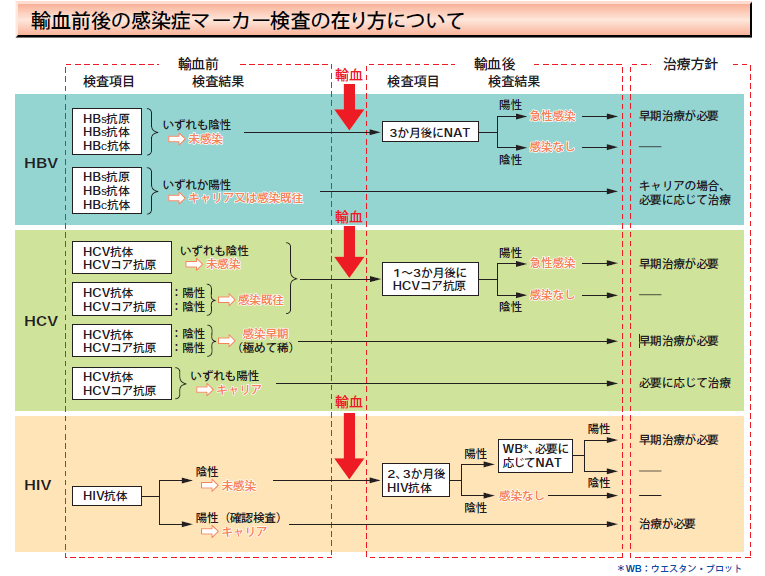 輸血前後の感染症マーカー検査の在り方について
輸血前
輸血後
治療方針
検査項目
検査結果
輸血
検査項目
検査結果
HBV
HBs抗原
HBs抗体
HBc抗体
いずれも陰性
未感染
3か月後にNAT
陽性
急性感染
早期治療が必要
感染なし
陰性
──
HBs抗原
HBs抗体
HBc抗体
いずれか陽性
キャリア又は感染既往
キャリアの場合、
必要に応じて治療
輸血
HCV
HCV抗体
HCVコア抗原
いずれも陰性
未感染
HCV抗体 :陽性
HCVコア抗原 :陰性
感染既往
1～3か月後に
HCVコア抗原
陽性
急性感染
早期治療が必要
感染なし
陰性
──
HCV抗体 :陰性
HCVコア抗原 :陽性
感染早期
(極めて稀)
早期治療が必要
HCV抗体
HCVコア抗原
いずれも陽性
キャリア
必要に応じて治療
輸血
HIV
HIV抗体
陰性
未感染
陽性（確認検査）
キャリア
2、3か月後
HIV抗体
陽性
WB*、必要に
応じてNAT
陽性
早期治療が必要
──
陰性
陰性
感染なし
──
治療が必要
＊WB：ウエスタン・ブロット